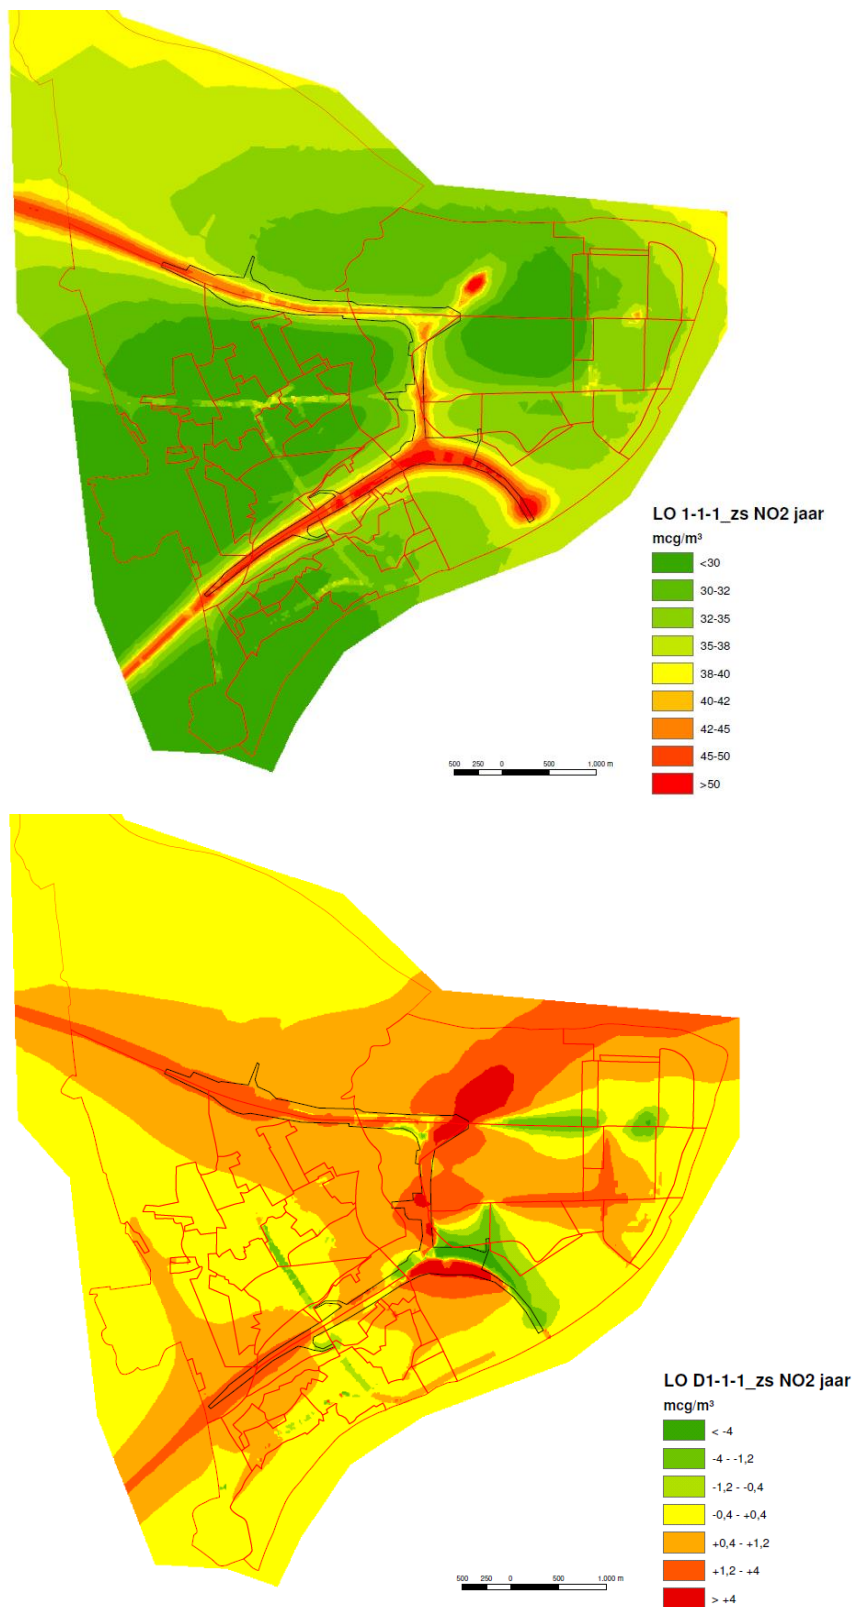 LO 1-1-1_zs NO2 jaar
mcg/m³
<30
30-32
32-35
35-38
38-40
40-42
42-45
45-50
>50
500 250 0 500 1.000 m
LO D1-1-1_zs NO2 jaar
mcg/m³
< -4
-4 - -1,2
-1,2 - -0,4
-0,4 - +0,4
+0,4 - +1,2
+1,2 - +4
> +4
500 250 0 500 1.000 m